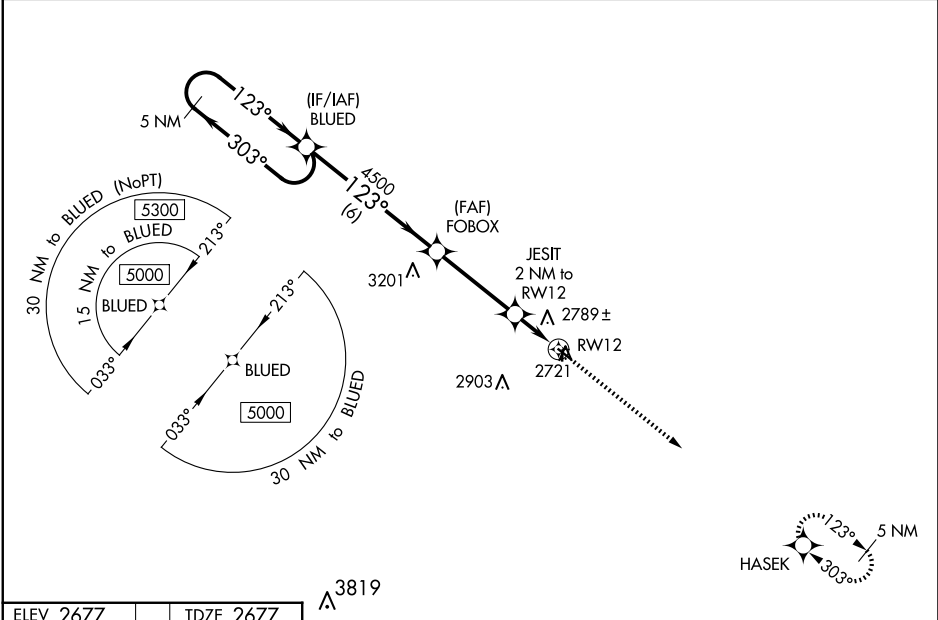 (IF/IAF)
BLUED
123°
5 NM
303°
4500
123°
(6)
(FAF)
FOBOX
3201
JESIT
2 NM to
RW12
2789±
RW12
2721
2903
30 NM to BLUED (NoPT)
5300
15 NM to BLUED
5000
213°
BLUED
033°
213°
BLUED
033°
5000
30 NM to BLUED
123°
5 NM
HASEK
303°
3819
ELEV 2677 TDZE 2677